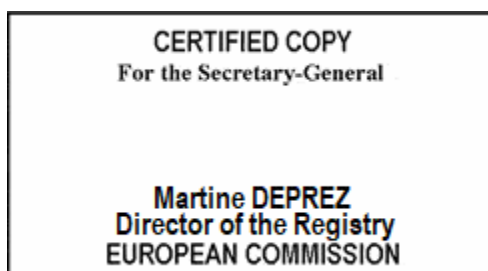 CERTIFIED COPY
For the Secretary-General
Martine DEPREZ
Director of the Registry
EUROPEAN COMMISSION